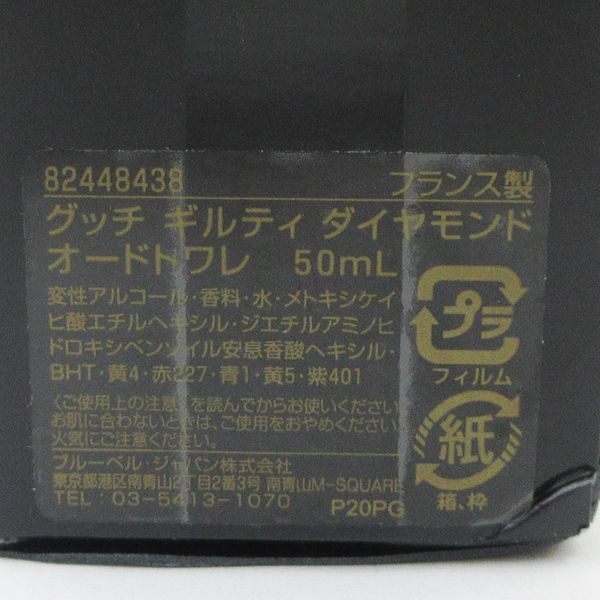 82448438 フランス製
グッチ ギルティ ダイヤモンド
オードトワレ 50mL
変性アルコール・香料・水・メトキシケイ
ヒ酸エチルヘキシル・ジエチルアミノヒ
ドロキシベンゾイル安息香酸ヘキシル・
BHT・黄4・赤227・青1・黄5・紫401
プラ
フィルム
〈ご使用上の注意〉を読んでからお使いください
お肌に合わないときは、ご使用をおやめください。
火気にご注意ください。
紙
箱、枠
ブルーベル・ジャパン株式会社
東京都港区南青山2丁目2番3号 南青山M-SQUARE
TEL:03-5413-1070 P20PG